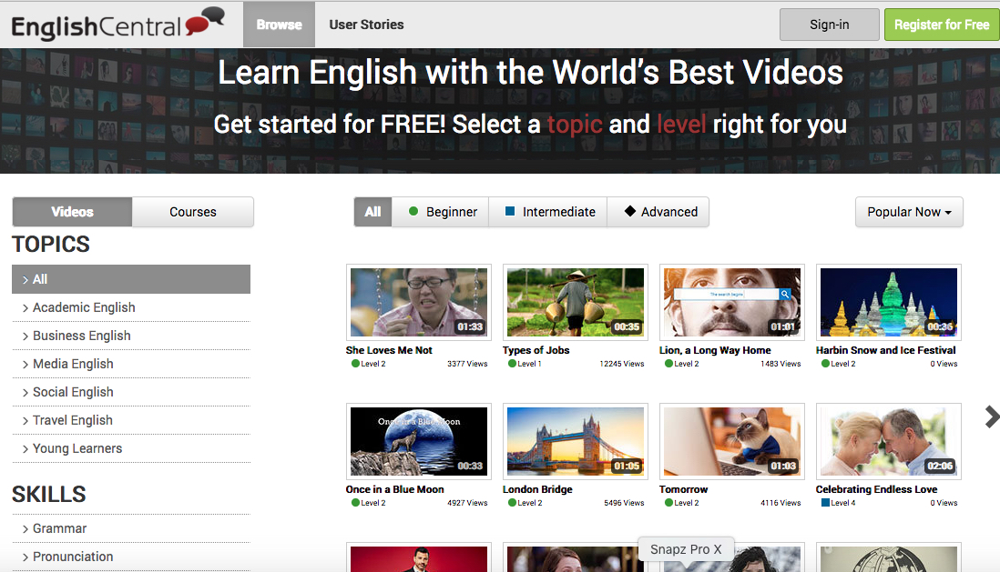 EnglishCentral
Browse
User Stories
Sign-in
Register for Free
Learn English with the World's Best Videos
Get started for FREE! Select a topic and level right for you
Videos
Courses
All
Beginner
Intermediate
Advanced
Popular Now
TOPICS
All
Academic English
Business English
Media English
Social English
Travel English
Young Learners
SKILLS
Grammar
Pronunciation
01:33
She Loves Me Not
Level 2
3377 Views
00:35
Types of Jobs
Level 1
12245 Views
The search begins
01:01
Lion, a Long Way Home
Level 2
1483 Views
00:36
Harbin Snow and Ice Festival
Level 2
0 Views
Once in a Blue Moon
00:33
Once in a Blue Moon
Level 2
4927 Views
01:05
London Bridge
Level 2
5496 Views
01:03
Tomorrow
Level 2
4116 Views
02:06
Celebrating Endless Love
Level 4
0 Views
Snapz Pro X